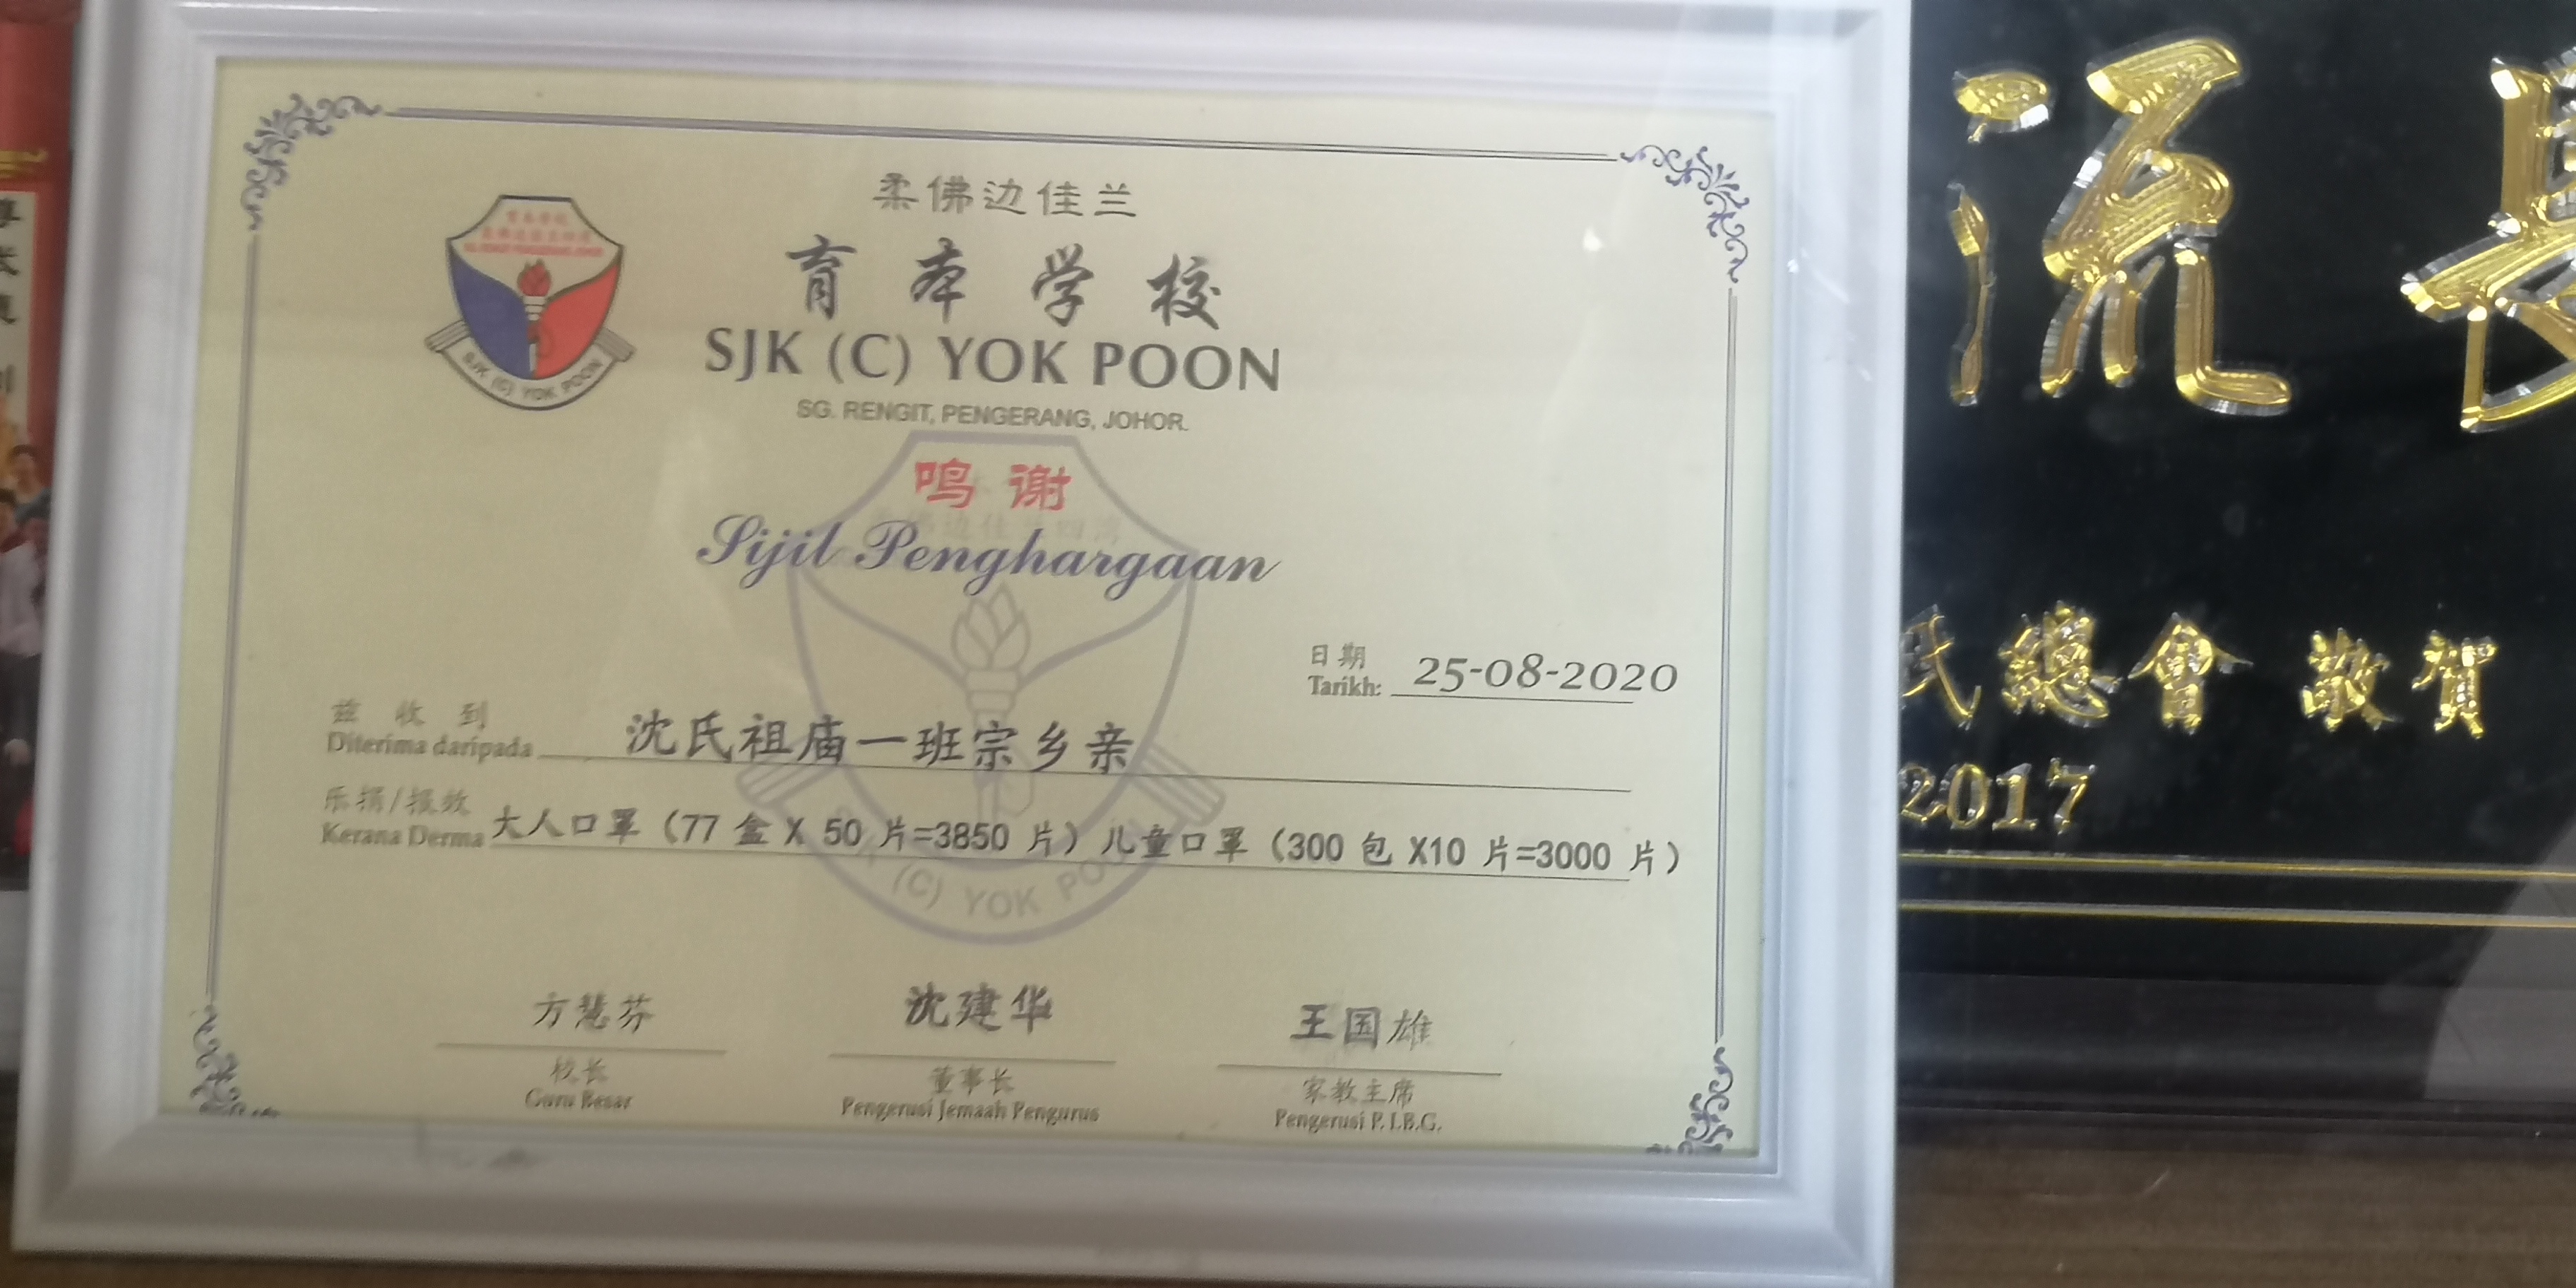 柔佛边佳兰
育本学校
SJK (C) YOK POON
SG. RENGIT, PENGERANG, JOHOR.
SJK (C) YOK POON
鸣谢
Sijil Penghargaan
日期
Tarikh: 25-08-2020
兹收到
Diterima daripada 沈氏祖庙一班宗乡亲
乐捐/报效
Kerana Derma 大人口罩（77 盒 X 50 片=3850 片）儿童口罩（300 包 X10 片=3000 片）
(C) YOK POON
方慧芬
校长
Guru Besar
沈建华
董事长
Pengerusi Jemaah Pengurus
王国雄
家教主席
Pengerusi P.I.B.G.
流長
氏總會 敬賀
2017